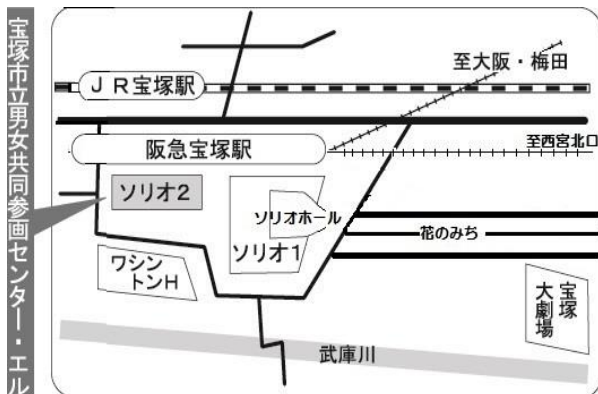 宝塚市立男女共同参画センター・エル
至大阪・梅田
JR宝塚駅
阪急宝塚駅
至西宮北口
ソリオ2
ソリオホール
ソリオ1
花のみち
ワシン
トンH
宝塚
大劇場
武庫川